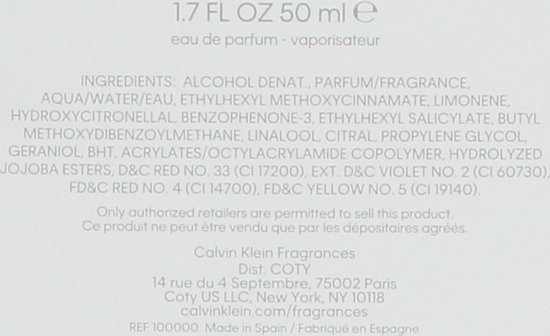 1.7 FL OZ 50 ml ℮
eau de parfum - vaporisateur
INGREDIENTS: ALCOHOL DENAT., PARFUM/FRAGRANCE,
AQUA/WATER/EAU, ETHYLHEXYL METHOXYCINNAMATE, LIMONENE,
HYDROXYCITRONELLAL, BENZOPHENONE-3, ETHYLHEXYL SALICYLATE, BUTYL
METHOXYDIBENZOYLMETHANE, LINALOOL, CITRAL, PROPYLENE GLYCOL,
GERANIOL, BHT, ACRYLATES/OCTYLACRYLAMIDE COPOLYMER, HYDROLYZED
JOJOBA ESTERS, D&C RED NO. 33 (CI 17200), EXT. D&C VIOLET NO. 2 (CI 60730),
FD&C RED NO. 4 (CI 14700), FD&C YELLOW NO. 5 (CI 19140).
Only authorized retailers are permitted to sell this product.
Ce produit ne peut être vendu que par les dépositaires agréés.
Calvin Klein Fragrances
Dist. COTY
14 rue du 4 Septembre, 75002 Paris
Coty US LLC, New York, NY 10118
calvinklein.com/fragrances
REF 100000 Made in Spain / Fabriqué en Espagne